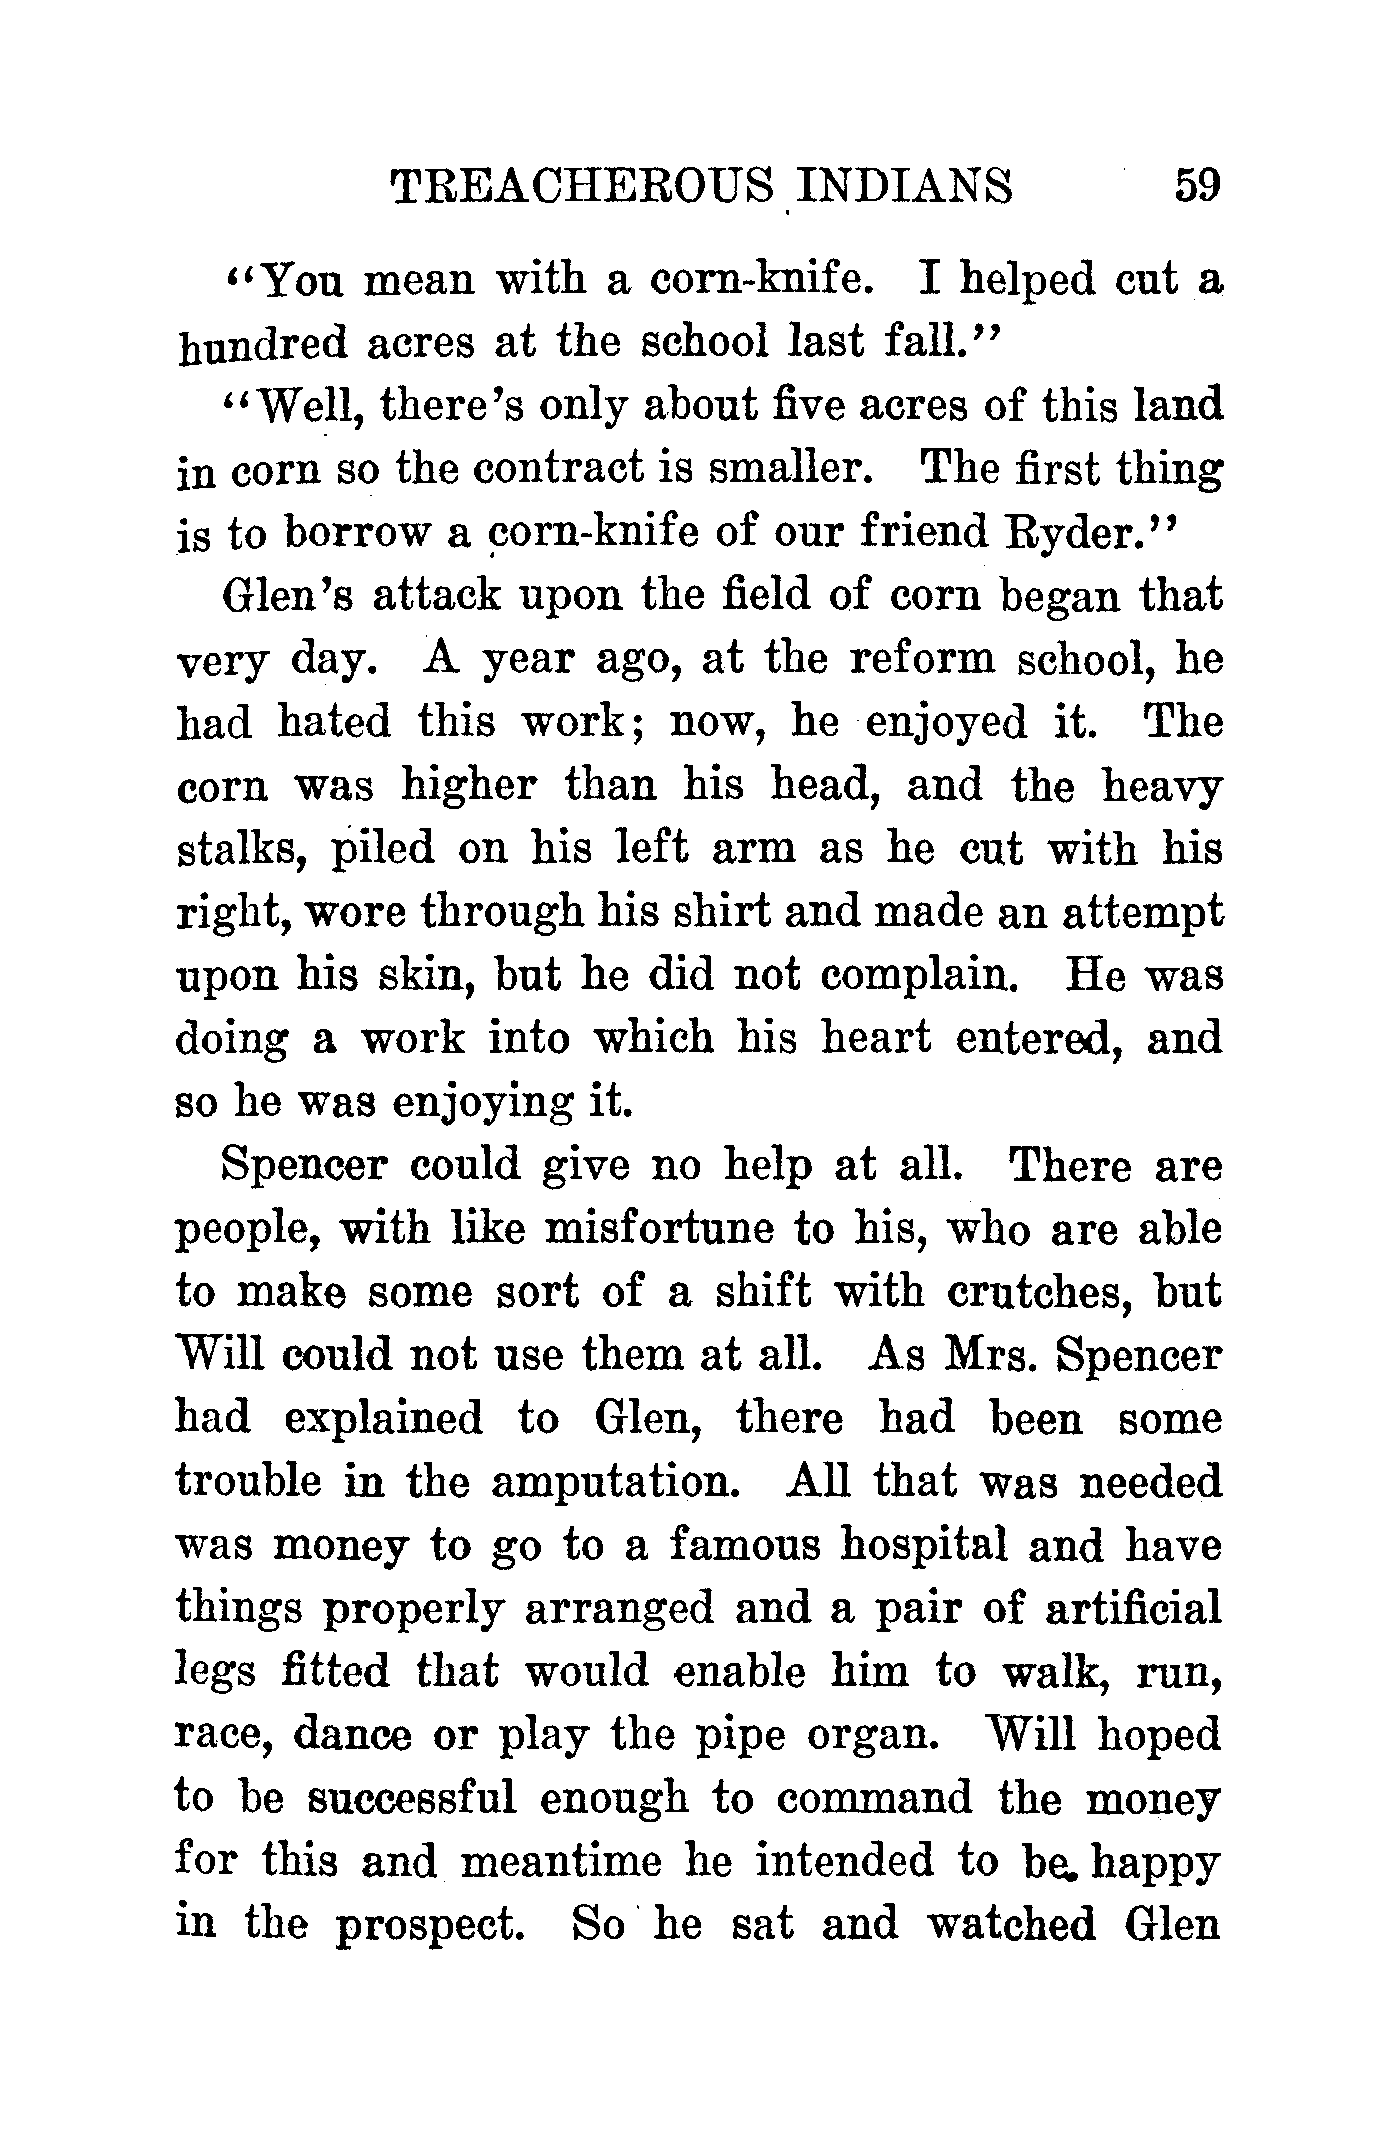 TREACHEROUS INDIANS 59
"You mean with a corn-knife. I helped cut a
hundred acres at the school last fall."
"Well, there's only about five acres of this land
in corn so the contract is smaller. The first thing
is to borrow a corn-knife of our friend Ryder."
Glen's attack upon the field of corn began that
very day. A year ago, at the reform school, he
had hated this work; now, he enjoyed it. The
corn was higher than his head, and the heavy
stalks, piled on his left arm as he cut with his
right, wore through his shirt and made an attempt
upon his skin, but he did not complain. He was
doing a work into which his heart entered, and
so he was enjoying it.
Spencer could give no help at all. There are
people, with like misfortune to his, who are able
to make some sort of a shift with crutches, but
Will could not use them at all. As Mrs. Spencer
had explained to Glen, there had been some
trouble in the amputation. All that was needed
was money to go to a famous hospital and have
things properly arranged and a pair of artificial
legs fitted that would enable him to walk, run,
race, dance or play the pipe organ. Will hoped
to be successful enough to command the money
for this and meantime he intended to be happy
in the prospect. So he sat and watched Glen